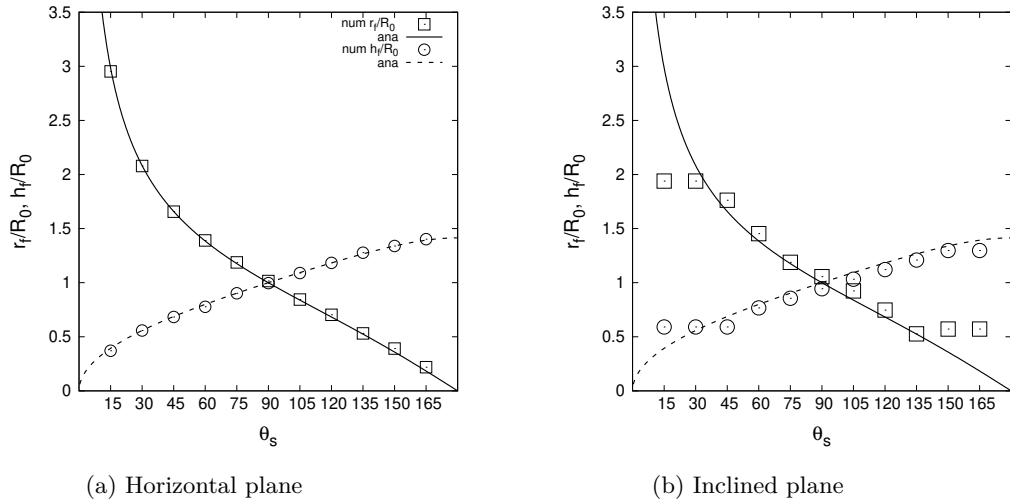 3.5
3
2.5
2
1.5
1
0.5
0
r_f/R_0, h_f/R_0
num r_f/R_0
ana
num h_f/R_0
ana
15 30 45 60 75 90 105 120 135 150 165
θ_s
(a) Horizontal plane
3.5
3
2.5
2
1.5
1
0.5
0
r_f/R_0, h_f/R_0
15 30 45 60 75 90 105 120 135 150 165
θ_s
(b) Inclined plane